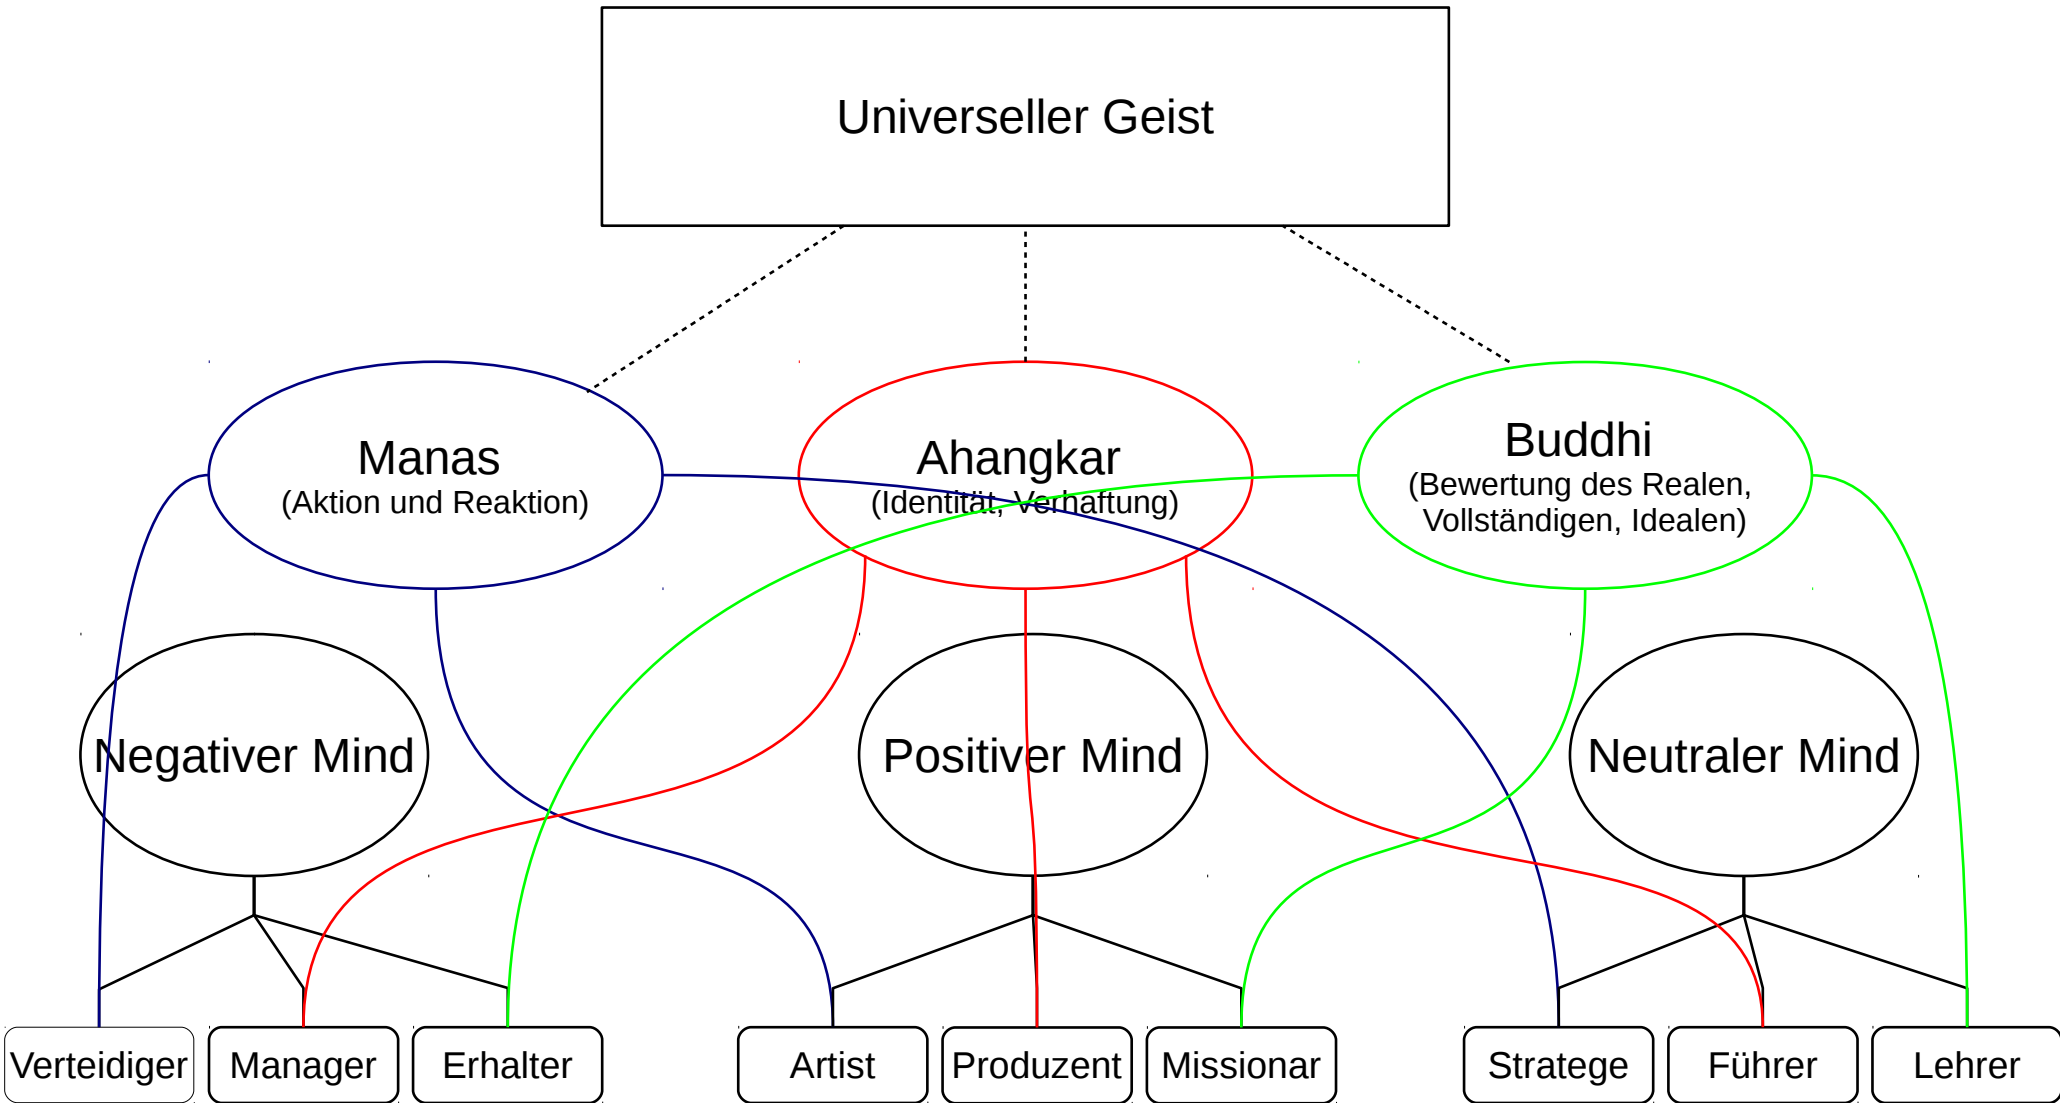 Universeller Geist
Manas
(Aktion und Reaktion)
Ahangkar
(Identität, Verhaftung)
Buddhi
(Bewertung des Realen,
Vollständigen, Idealen)
Negativer Mind
Positiver Mind
Neutraler Mind
Verteidiger
Manager
Erhalter
Artist
Produzent
Missionar
Stratege
Führer
Lehrer